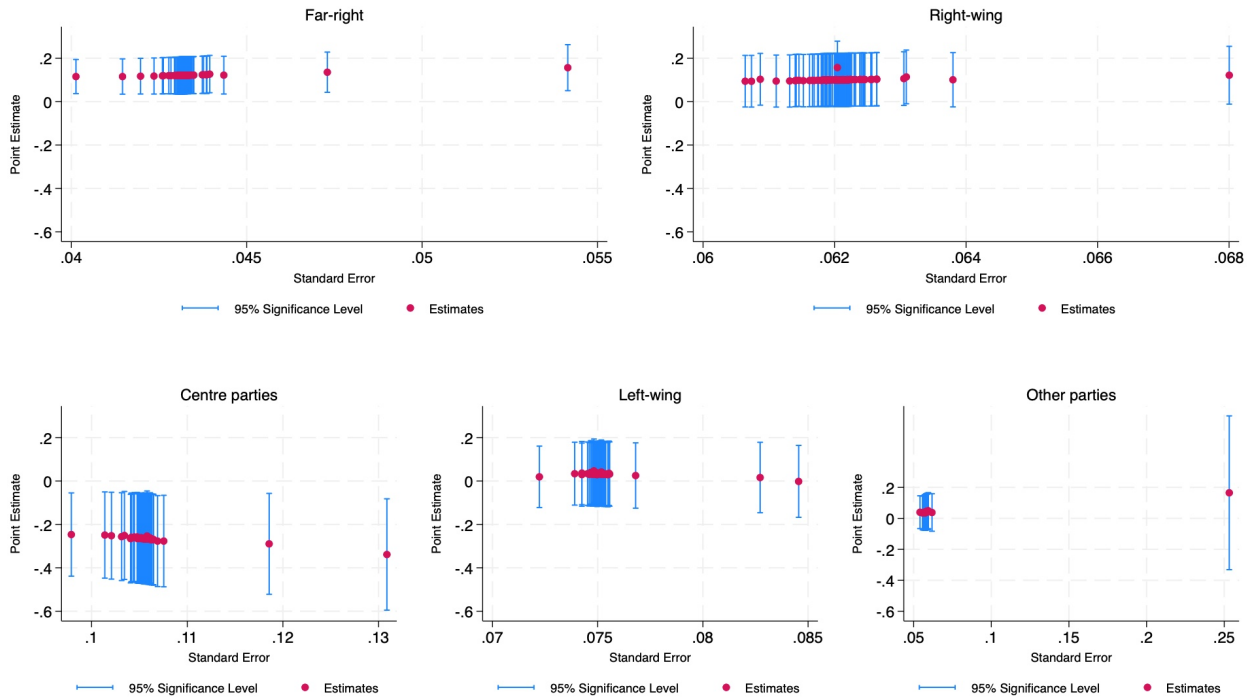 Far-right
Point Estimate
.2
0
-.2
-.4
-.6
.04 .045 .05 .055
Standard Error
95% Significance Level Estimates
Right-wing
Point Estimate
.2
0
-.2
-.4
-.6
.06 .062 .064 .066 .068
Standard Error
95% Significance Level Estimates
Centre parties
Point Estimate
.2
0
-.2
-.4
-.6
.1 .11 .12 .13
Standard Error
95% Significance Level Estimates
Left-wing
Point Estimate
.2
0
-.2
-.4
-.6
.07 .075 .08 .085
Standard Error
95% Significance Level Estimates
Other parties
Point Estimate
.2
0
-.2
-.4
-.6
.05 .1 .15 .2 .25
Standard Error
95% Significance Level Estimates